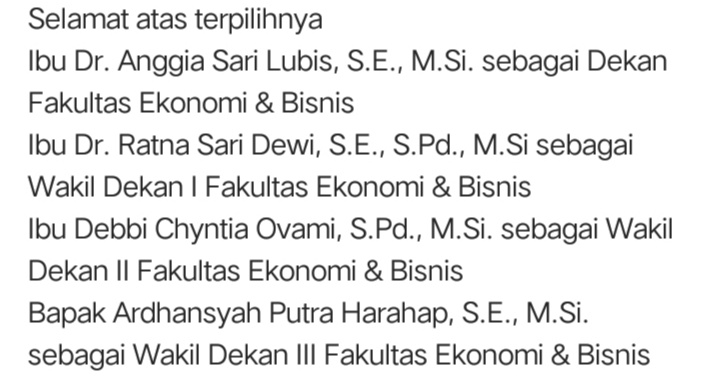 Selamat atas terpilihnya
Ibu Dr. Anggia Sari Lubis, S.E., M.Si. sebagai Dekan
Fakultas Ekonomi & Bisnis
Ibu Dr. Ratna Sari Dewi, S.E., S.Pd., M.Si sebagai
Wakil Dekan I Fakultas Ekonomi & Bisnis
Ibu Debbi Chyntia Ovami, S.Pd., M.Si. sebagai Wakil
Dekan II Fakultas Ekonomi & Bisnis
Bapak Ardhansyah Putra Harahap, S.E., M.Si.
sebagai Wakil Dekan III Fakultas Ekonomi & Bisnis